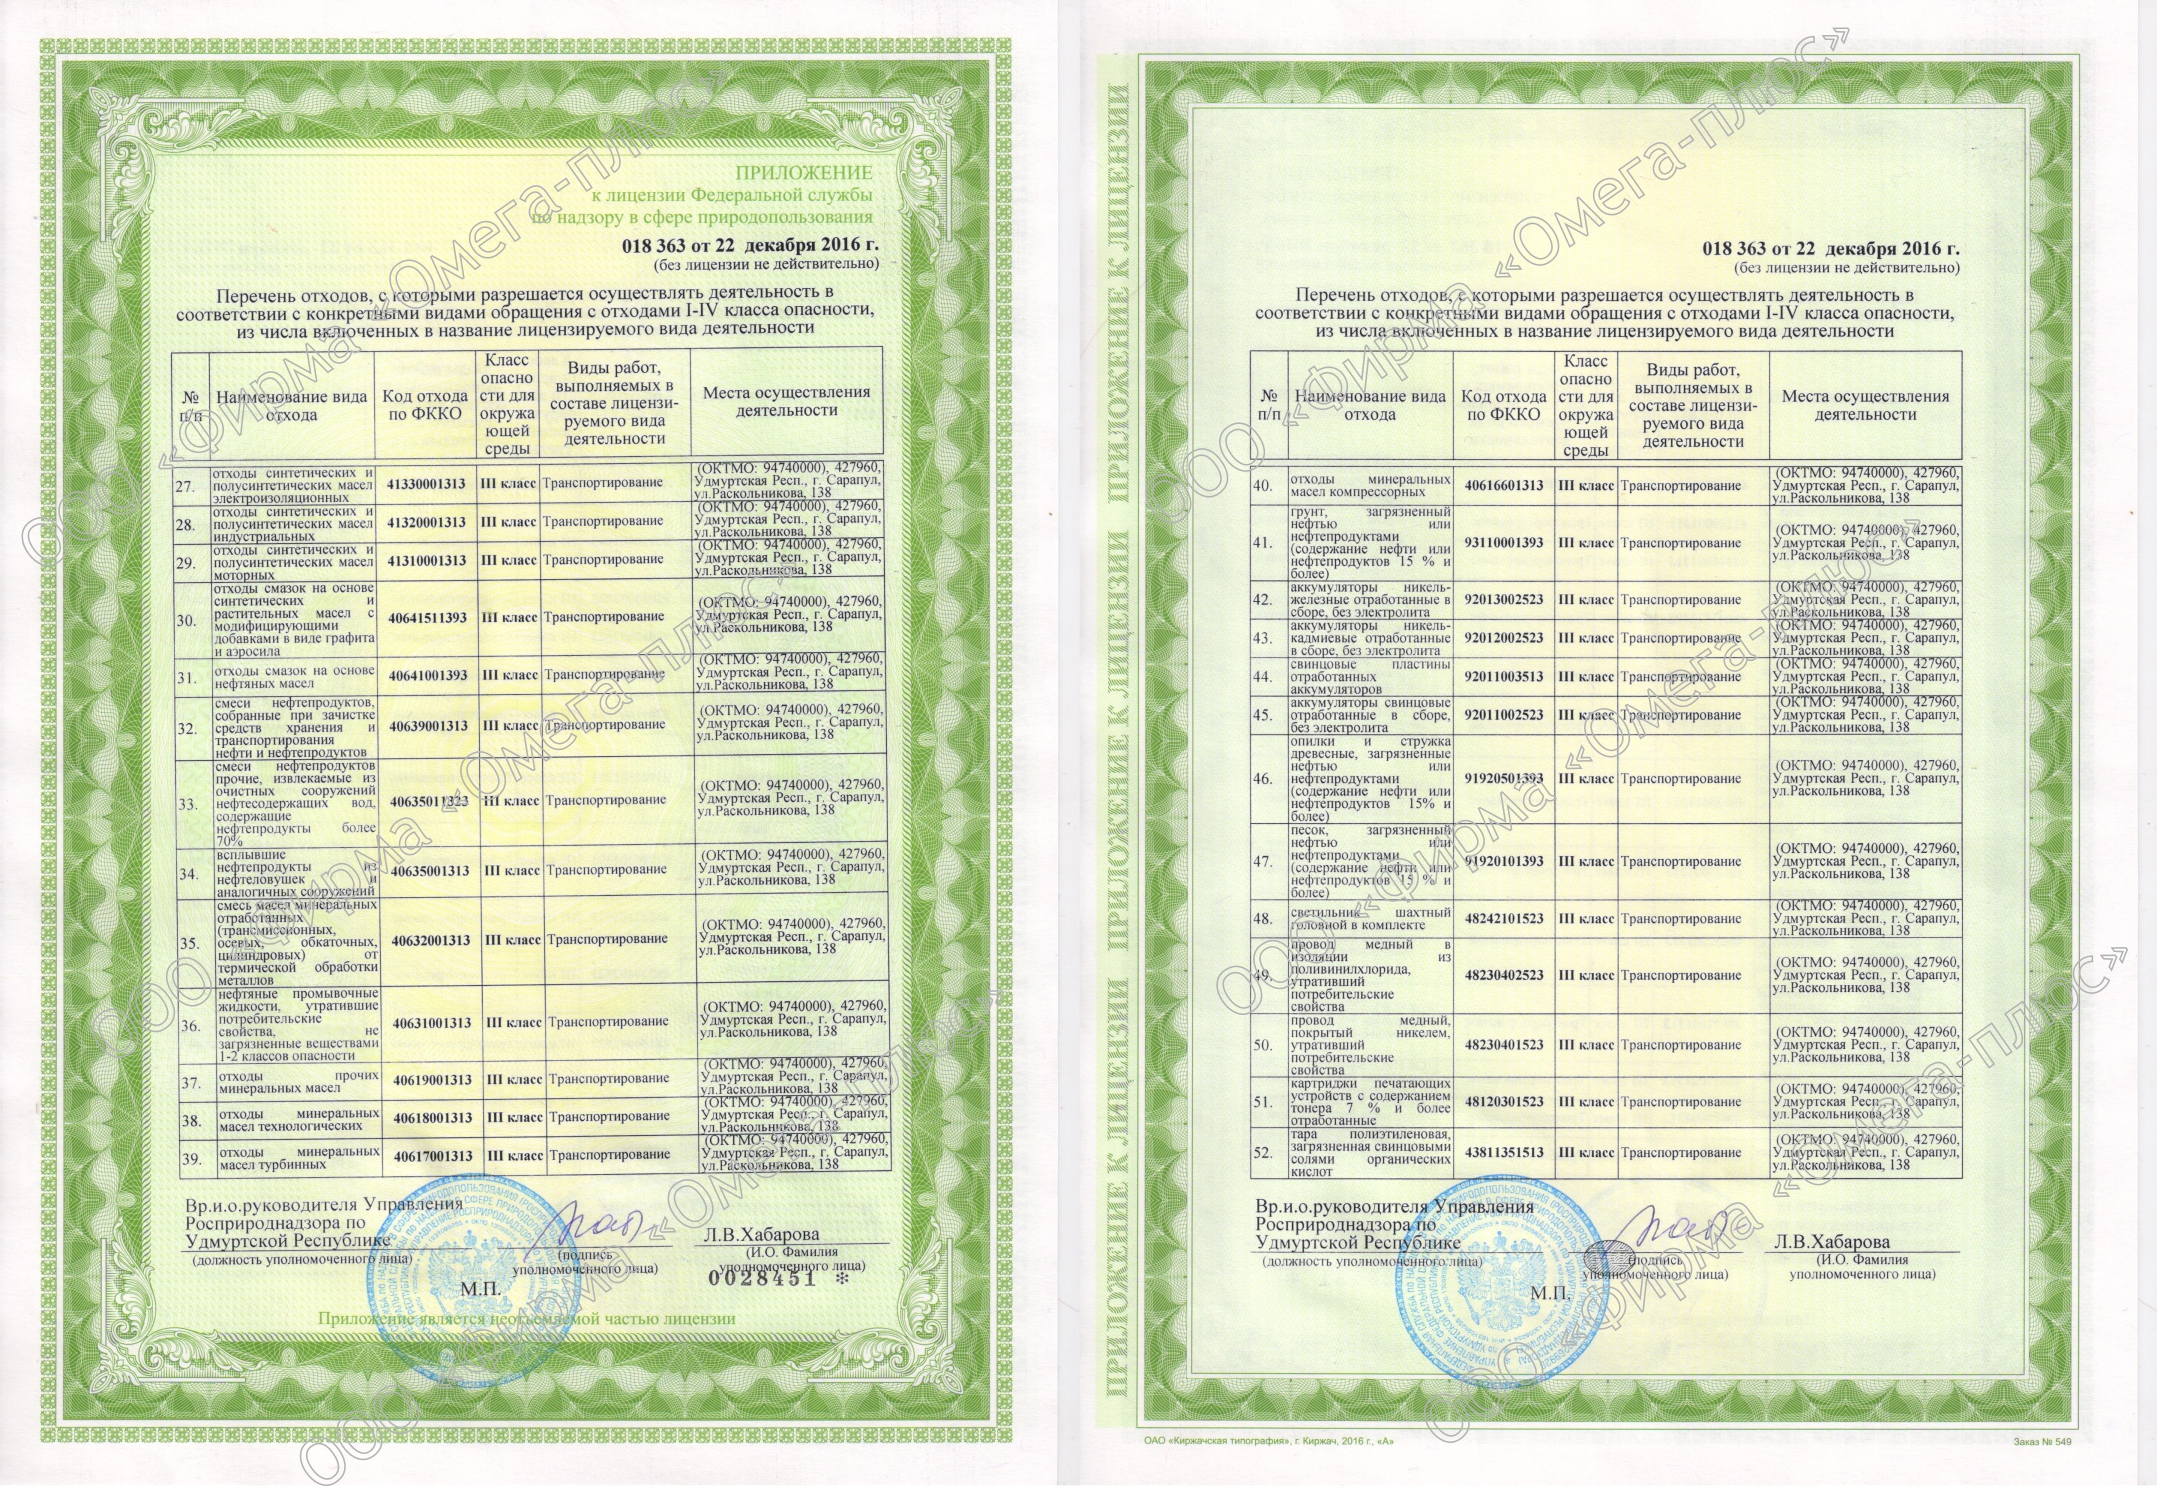 ПРИЛОЖЕНИЕ
к лицензии Федеральной службы
по надзору в сфере природопользования
018 363 от 22 декабря 2016 г.
(без лицензии не действительно)
Перечень отходов, с которыми разрешается осуществлять деятельность в
соответствии с конкретными видами обращения с отходами I-IV класса опасности,
из числа включенных в название лицензируемого вида деятельности
№ п/п Наименование вида отхода Код отхода по ФККО Класс опасно сти для окружа ющей среды Виды работ, выполняемых в составе лицензи-руемого вида деятельности Места осуществления деятельности
27. отходы синтетических и полусинтетических масел электроизоляционных 41330001313 III класс Транспортирование (ОКТМО: 94740000), 427960, Удмуртская Респ., г. Сарапул, ул.Раскольникова, 138
28. отходы синтетических и полусинтетических масел индустриальных 41320001313 III класс Транспортирование (ОКТМО: 94740000), 427960, Удмуртская Респ., г. Сарапул, ул.Раскольникова, 138
29. отходы синтетических и полусинтетических масел моторных 41310001313 III класс Транспортирование (ОКТМО: 94740000), 427960, Удмуртская Респ., г. Сарапул, ул.Раскольникова, 138
30. отходы смазок на основе синтетических и растительных масел с модифицирующими добавками в виде графита и аэросила 40641511393 III класс Транспортирование (ОКТМО: 94740000), 427960, Удмуртская Респ., г. Сарапул, ул.Раскольникова, 138
31. отходы смазок на основе нефтяных масел 40641001393 III класс Транспортирование (ОКТМО: 94740000), 427960, Удмуртская Респ., г. Сарапул, ул.Раскольникова, 138
32. смеси нефтепродуктов, собранные при зачистке средств хранения и транспортирования нефти и нефтепродуктов 40639001313 III класс Транспортирование (ОКТМО: 94740000), 427960, Удмуртская Респ., г. Сарапул, ул.Раскольникова, 138
33. смеси нефтепродуктов прочие, извлекаемые из очистных сооружений нефтесодержащих вод, содержащие нефтепродукты более 70% 40635011323 III класс Транспортирование (ОКТМО: 94740000), 427960, Удмуртская Респ., г. Сарапул, ул.Раскольникова, 138
34. всплывшие нефтепродукты из нефтеловушек и аналогичных сооружений 40635001313 III класс Транспортирование (ОКТМО: 94740000), 427960, Удмуртская Респ., г. Сарапул, ул.Раскольникова, 138
35. смесь масел минеральных отработанных (трансмиссионных, осевых, обкаточных, цилиндровых) от термической обработки металлов 40632001313 III класс Транспортирование (ОКТМО: 94740000), 427960, Удмуртская Респ., г. Сарапул, ул.Раскольникова, 138
36. нефтяные промывочные жидкости, утратившие потребительские свойства, не загрязненные веществами 1-2 классов опасности 40631001313 III класс Транспортирование (ОКТМО: 94740000), 427960, Удмуртская Респ., г. Сарапул, ул.Раскольникова, 138
37. отходы прочих минеральных масел 40619001313 III класс Транспортирование (ОКТМО: 94740000), 427960, Удмуртская Респ., г. Сарапул, ул.Раскольникова, 138
38. отходы минеральных масел технологических 40618001313 III класс Транспортирование (ОКТМО: 94740000), 427960, Удмуртская Респ., г. Сарапул, ул.Раскольникова, 138
39. отходы минеральных масел турбинных 40617001313 III класс Транспортирование (ОКТМО: 94740000), 427960, Удмуртская Респ., г. Сарапул, ул.Раскольникова, 138
Вр.и.о.руководителя Управления
Росприроднадзора по
Удмуртской Республике
(должность уполномоченного лица)
(подпись
уполномоченного лица)
Л.В.Хабарова
(И.О. Фамилия
уполномоченного лица)
0028451 *
М.П.
Приложение является неотъемлемой частью лицензии
ПРИЛОЖЕНИЕ К ЛИЦЕНЗИИ ПРИЛОЖЕНИЕ К ЛИЦЕНЗИИ ПРИЛОЖЕНИЕ К ЛИЦЕНЗИИ
018 363 от 22 декабря 2016 г.
(без лицензии не действительно)
Перечень отходов, с которыми разрешается осуществлять деятельность в
соответствии с конкретными видами обращения с отходами I-IV класса опасности,
из числа включенных в название лицензируемого вида деятельности
№ п/п Наименование вида отхода Код отхода по ФККО Класс опасно сти для окружа ющей среды Виды работ, выполняемых в составе лицензи-руемого вида деятельности Места осуществления деятельности
40. отходы минеральных масел компрессорных 40616601313 III класс Транспортирование (ОКТМО: 94740000), 427960, Удмуртская Респ., г. Сарапул, ул.Раскольникова, 138
41. грунт, загрязненный нефтью или нефтепродуктами (содержание нефти или нефтепродуктов 15 % и более) 93110001393 III класс Транспортирование (ОКТМО: 94740000), 427960, Удмуртская Респ., г. Сарапул, ул.Раскольникова, 138
42. аккумуляторы никель-железные отработанные в сборе, без электролита 92013002523 III класс Транспортирование (ОКТМО: 94740000), 427960, Удмуртская Респ., г. Сарапул, ул.Раскольникова, 138
43. аккумуляторы никель-кадмиевые отработанные в сборе, без электролита 92012002523 III класс Транспортирование (ОКТМО: 94740000), 427960, Удмуртская Респ., г. Сарапул, ул.Раскольникова, 138
44. свинцовые пластины отработанных аккумуляторов 92011003513 III класс Транспортирование (ОКТМО: 94740000), 427960, Удмуртская Респ., г. Сарапул, ул.Раскольникова, 138
45. аккумуляторы свинцовые отработанные в сборе, без электролита 92011002523 III класс Транспортирование (ОКТМО: 94740000), 427960, Удмуртская Респ., г. Сарапул, ул.Раскольникова, 138
46. опилки и стружка древесные, загрязненные нефтью или нефтепродуктами (содержание нефти или нефтепродуктов 15% и более) 91920501393 III класс Транспортирование (ОКТМО: 94740000), 427960, Удмуртская Респ., г. Сарапул, ул.Раскольникова, 138
47. песок, загрязненный нефтью или нефтепродуктами (содержание нефти или нефтепродуктов 15 % и более) 91920101393 III класс Транспортирование (ОКТМО: 94740000), 427960, Удмуртская Респ., г. Сарапул, ул.Раскольникова, 138
48. светильник шахтный головной в комплекте 48242101523 III класс Транспортирование (ОКТМО: 94740000), 427960, Удмуртская Респ., г. Сарапул, ул.Раскольникова, 138
49. провод медный в изоляции из поливинилхлорида, утративший потребительские свойства 48230402523 III класс Транспортирование (ОКТМО: 94740000), 427960, Удмуртская Респ., г. Сарапул, ул.Раскольникова, 138
50. провод медный, покрытый никелем, утративший потребительские свойства 48230401523 III класс Транспортирование (ОКТМО: 94740000), 427960, Удмуртская Респ., г. Сарапул, ул.Раскольникова, 138
51. картриджи печатающих устройств с содержанием тонера 7 % и более отработанные 48120301523 III класс Транспортирование (ОКТМО: 94740000), 427960, Удмуртская Респ., г. Сарапул, ул.Раскольникова, 138
52. тара полиэтиленовая, загрязненная свинцовыми солями органических кислот 43811351513 III класс Транспортирование (ОКТМО: 94740000), 427960, Удмуртская Респ., г. Сарапул, ул.Раскольникова, 138
Вр.и.о.руководителя Управления
Росприроднадзора по
Удмуртской Республике
(должность уполномоченного лица)
(подпись
уполномоченного лица)
Л.В.Хабарова
(И.О. Фамилия
уполномоченного лица)
М.П.
ОАО «Киржачская типография», г. Киржач, 2016 г., «А»
Заказ № 549
ООО «Фирма «Омега-плюс»
ООО «Фирма «Омега-плюс»
ООО «Фирма «Омега-плюс»
ООО «Фирма «Омега-плюс»
ООО «Фирма «Омега-плюс»
ООО «Фирма «Омега-плюс»